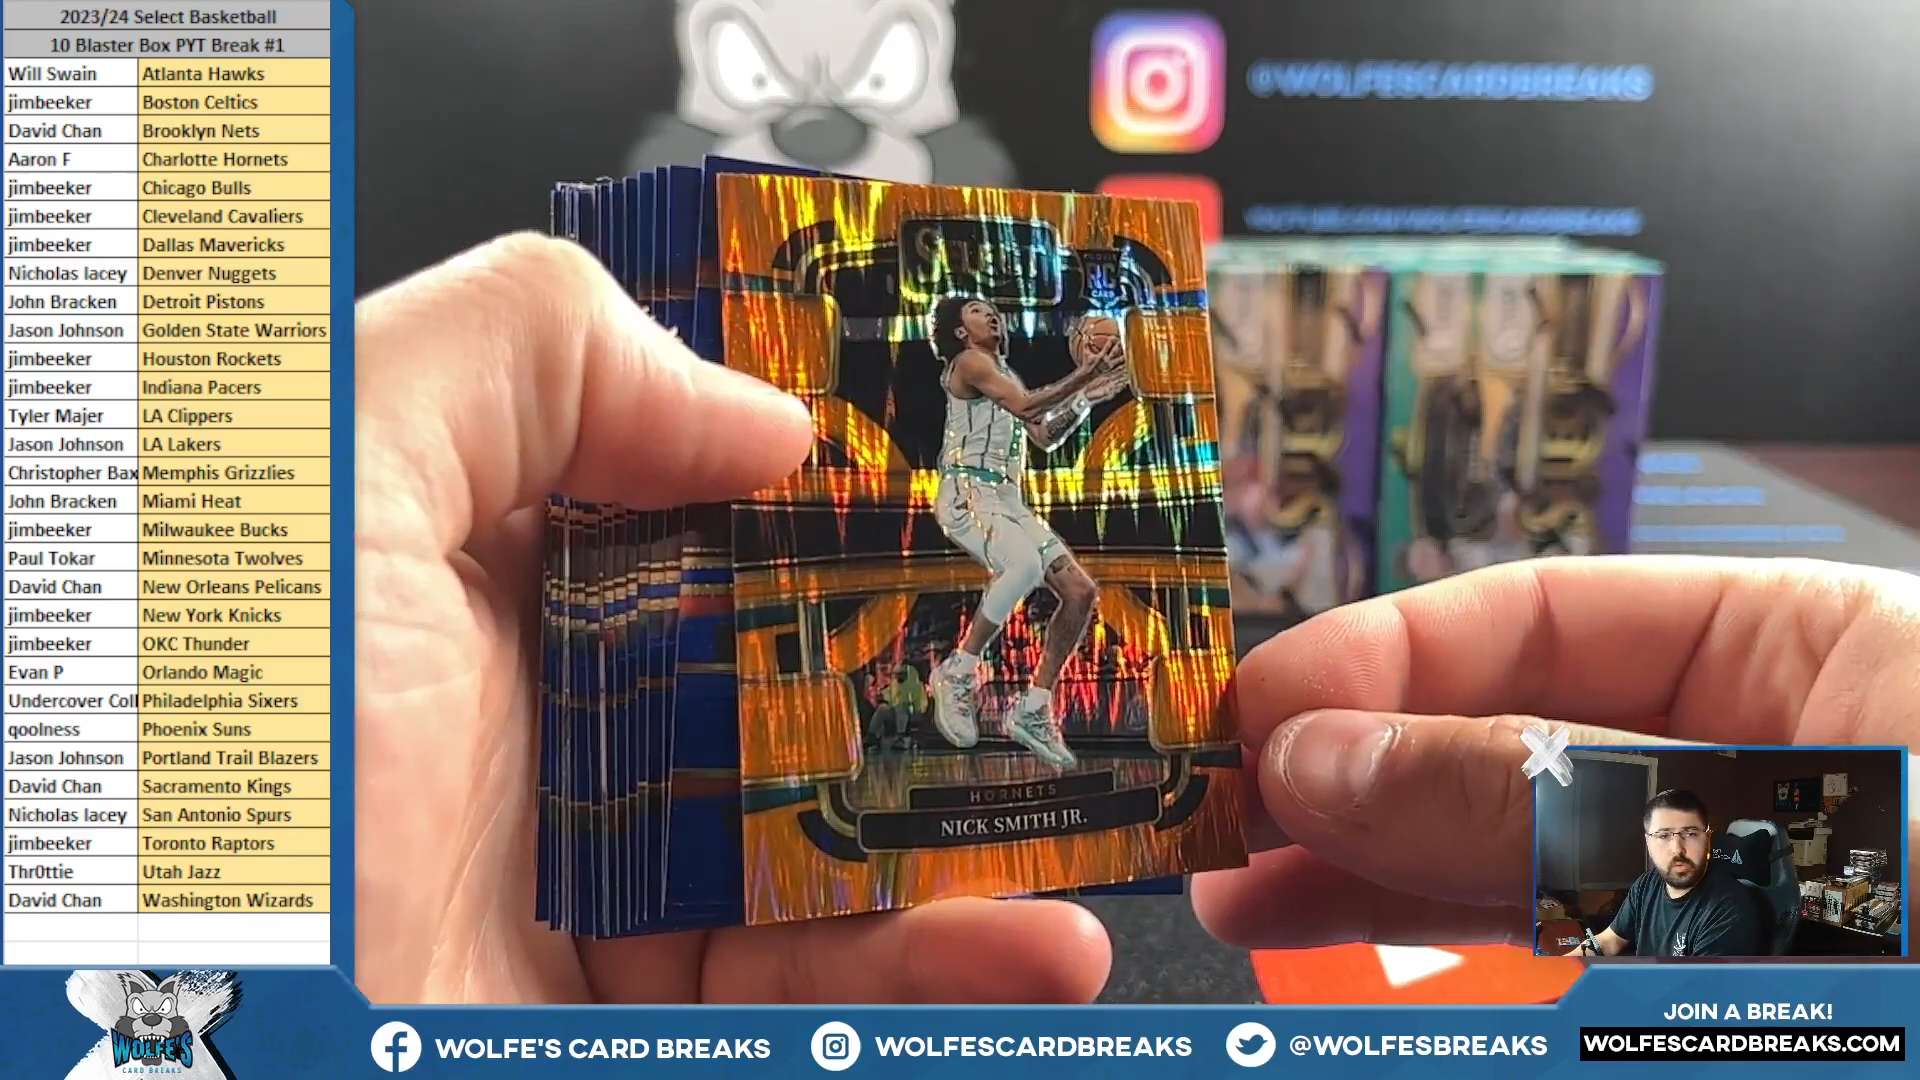 2023/24 Select Basketball
10 Blaster Box PYT Break #1
Will Swain Atlanta Hawks
jimbeeker Boston Celtics
David Chan Brooklyn Nets
Aaron F Charlotte Hornets
jimbeeker Chicago Bulls
jimbeeker Cleveland Cavaliers
jimbeeker Dallas Mavericks
Nicholas lacey Denver Nuggets
John Bracken Detroit Pistons
Jason Johnson Golden State Warriors
jimbeeker Houston Rockets
jimbeeker Indiana Pacers
Tyler Majer LA Clippers
Jason Johnson LA Lakers
Christopher Bax Memphis Grizzlies
John Bracken Miami Heat
jimbeeker Milwaukee Bucks
Paul Tokar Minnesota Twolves
David Chan New Orleans Pelicans
jimbeeker New York Knicks
jimbeeker OKC Thunder
Evan P Orlando Magic
Undercover Coll Philadelphia Sixers
qoolness Phoenix Suns
Jason Johnson Portland Trail Blazers
David Chan Sacramento Kings
Nicholas lacey San Antonio Spurs
jimbeeker Toronto Raptors
Thr0ttie Utah Jazz
David Chan Washington Wizards
@WOLFESCARDBREAKS
YOUTUBE.COM/WOLFESCARDBREAKS
Select
RC
CARD
HORNETS
NICK SMITH JR.
WOLFE'S
CARD BREAKS
WOLFE'S CARD BREAKS
WOLFESCARDBREAKS
@WOLFESBREAKS
JOIN A BREAK!
WOLFESCARDBREAKS.COM